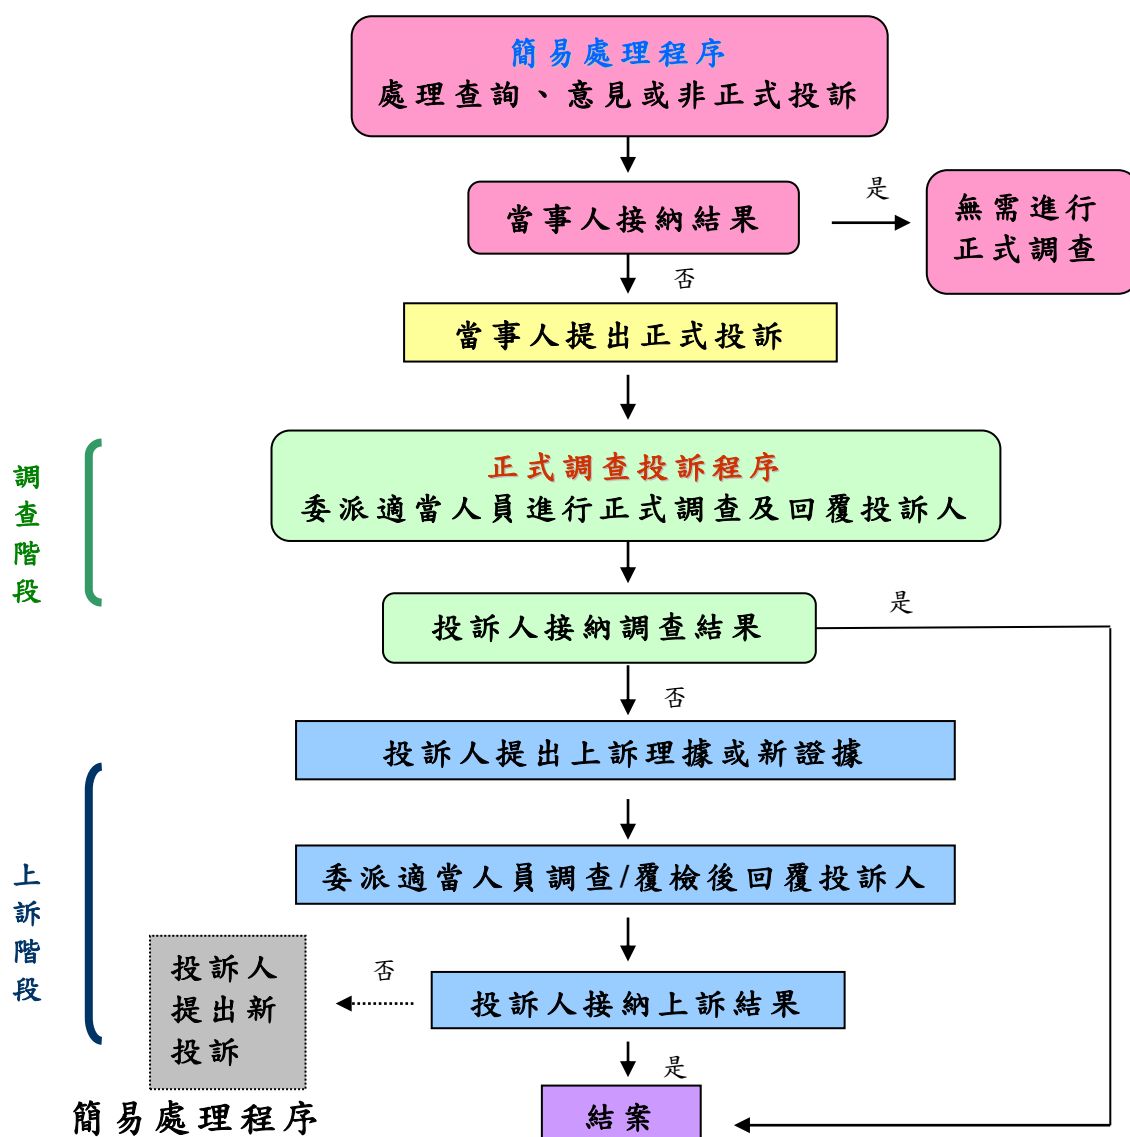 簡易處理程序
處理查詢、意見或非正式投訴
當事人接納結果
是
無需進行
正式調查
否
當事人提出正式投訴
調查階段
正式調查投訴程序
委派適當人員進行正式調查及回覆投訴人
投訴人接納調查結果
是
否
投訴人提出上訴理據或新證據
上訴階段
委派適當人員調查/覆檢後回覆投訴人
投訴人
提出新
投訴
否
投訴人接納上訴結果
是
結案
簡易處理程序